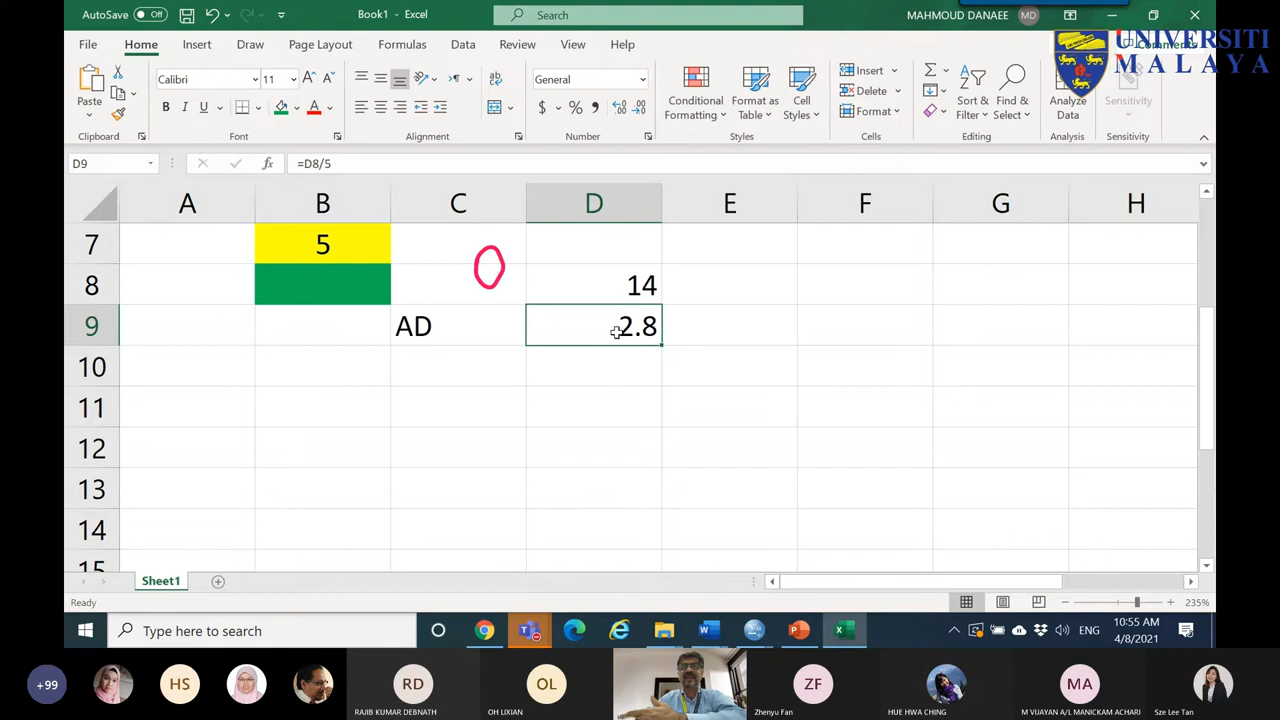 AutoSave Off Book1 - Excel Search MAHMOUD DANAEE MD
UNIVERSITI
MALAYA
File Home Insert Draw Page Layout Formulas Data Review View Help Comments
Paste
Calibri 11
B I U
General
$ % ,
Conditional Formatting
Format as Table
Cell Styles
Insert
Delete
Format
Sort & Filter
Find & Select
Analyze Data
Sensitivity
Clipboard Font Alignment Number Styles Cells Editing Analysis Sensitivity
D9 fx =D8/5
A B C D E F G H
7 5
8 14
9 AD 2.8
10
11
12
13
14
15
Sheet1
Ready 235%
Type here to search ENG 10:55 AM
4/8/2021
+99 HS RD OL ZF MA
RAJIB KUMAR DEBNATH OH LIXIAN Zhenyu Fan HUE HWA CHING M VIJAYAN A/L MANICKAM ACHARI Sze Lee Tan